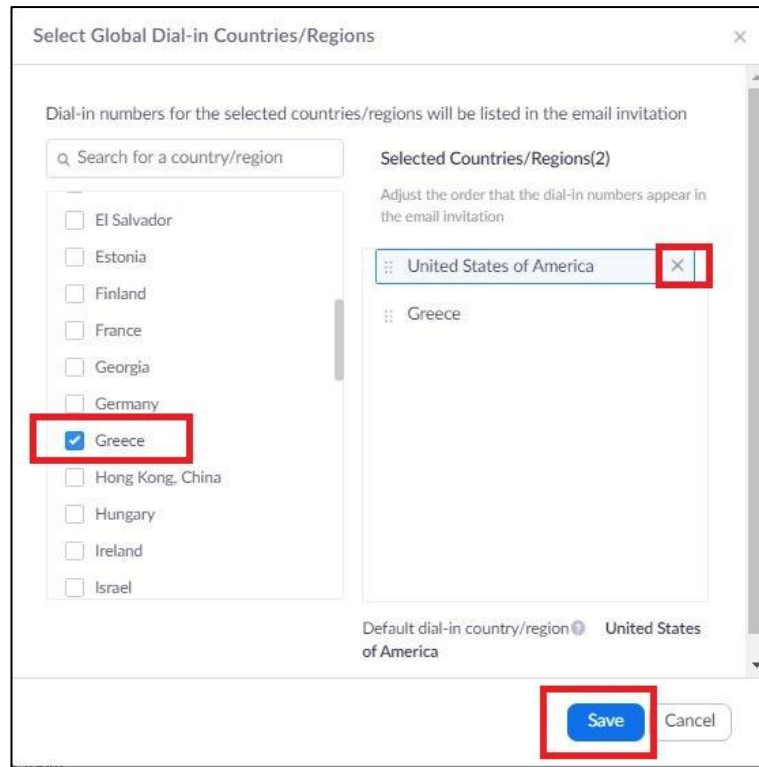 Select Global Dial-in Countries/Regions
Dial-in numbers for the selected countries/regions will be listed in the email invitation
Search for a country/region
El Salvador
Estonia
Finland
France
Georgia
Germany
Greece
Hong Kong, China
Hungary
Ireland
Israel
Selected Countries/Regions(2)
Adjust the order that the dial-in numbers appear in
the email invitation
United States of America
Greece
Default dial-in country/region United States
of America
Save Cancel